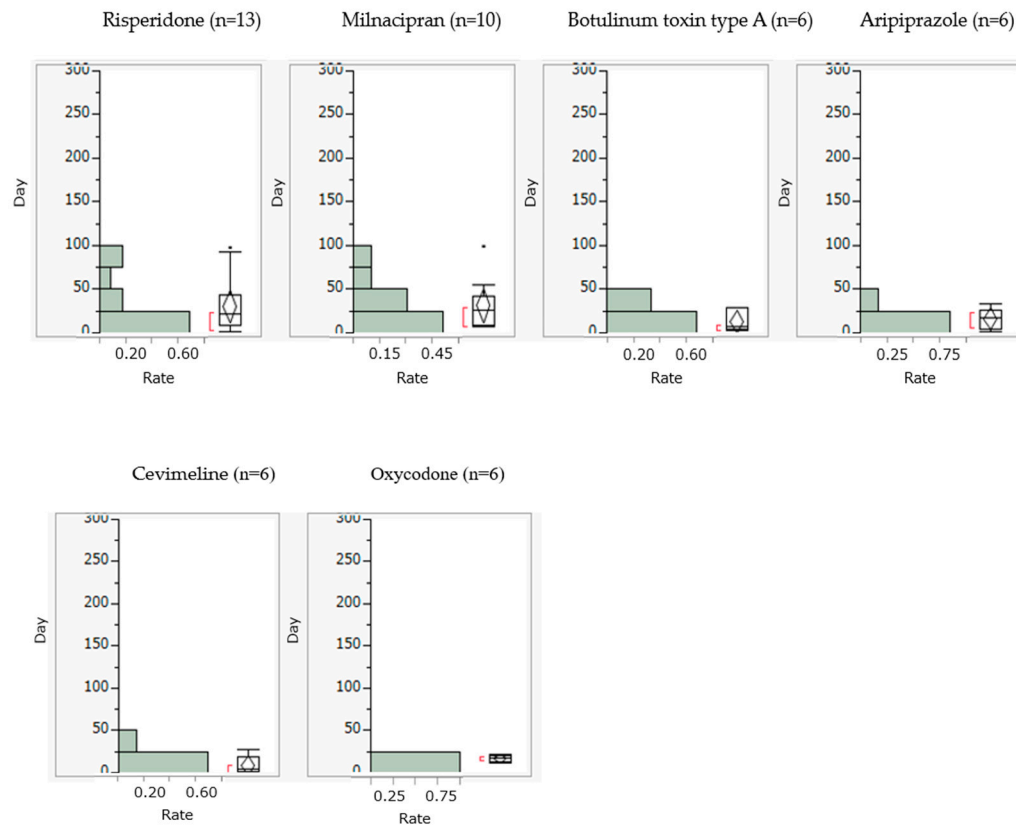 Risperidone (n=13)
Milnacipran (n=10)
Botulinum toxin type A (n=6)
Aripiprazole (n=6)
300
250
200
150
100
50
0
Day
0.20 0.60
Rate
300
250
200
150
100
50
0
Day
0.15 0.45
Rate
300
250
200
150
100
50
0
Day
0.20 0.60
Rate
300
250
200
150
100
50
0
Day
0.25 0.75
Rate
Cevimeline (n=6)
Oxycodone (n=6)
300
250
200
150
100
50
0
Day
0.20 0.60
Rate
300
250
200
150
100
50
0
Day
0.25 0.75
Rate